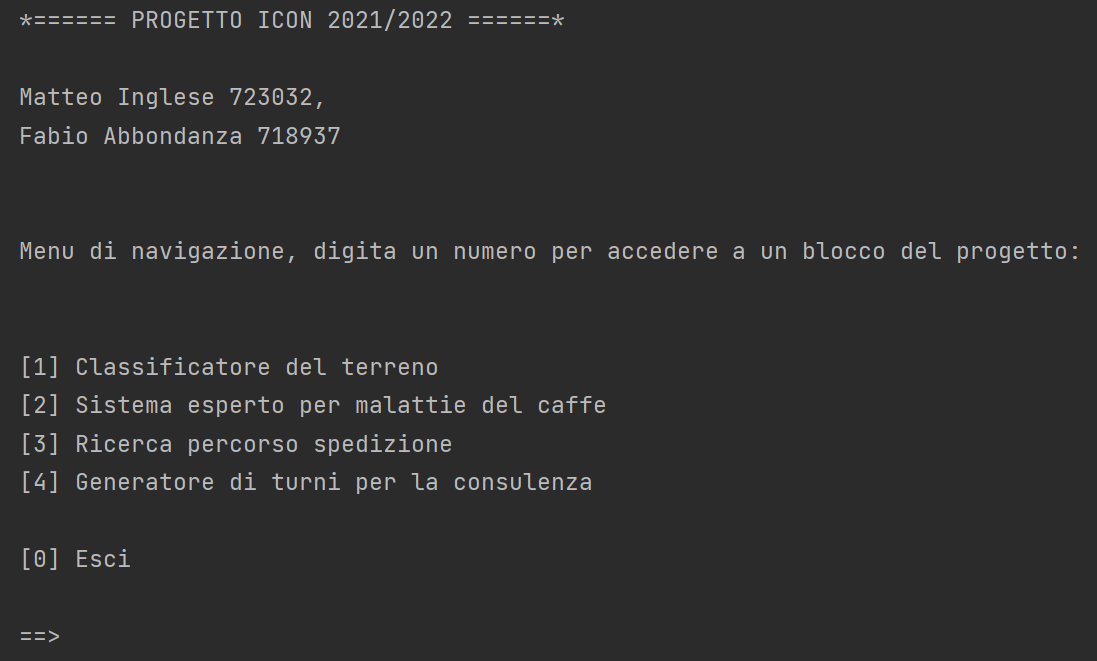 *====== PROGETTO ICON 2021/2022 ======*
Matteo Inglese 723032,
Fabio Abbondanza 718937
Menu di navigazione, digita un numero per accedere a un blocco del progetto:
[1] Classificatore del terreno
[2] Sistema esperto per malattie del caffe
[3] Ricerca percorso spedizione
[4] Generatore di turni per la consulenza
[0] Esci
==>